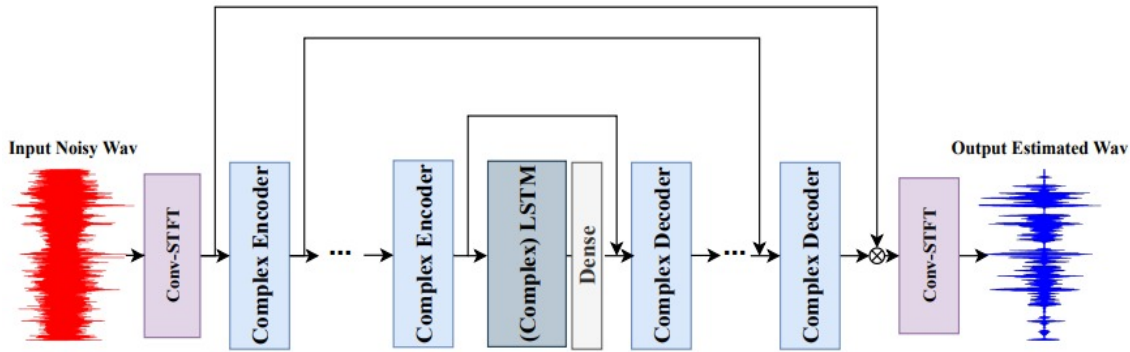 Input Noisy Wav
Conv-STFT
Complex Encoder
...
Complex Encoder
(Complex) LSTM
Dense
Complex Decoder
...
Complex Decoder
Conv-STFT
Output Estimated Wav